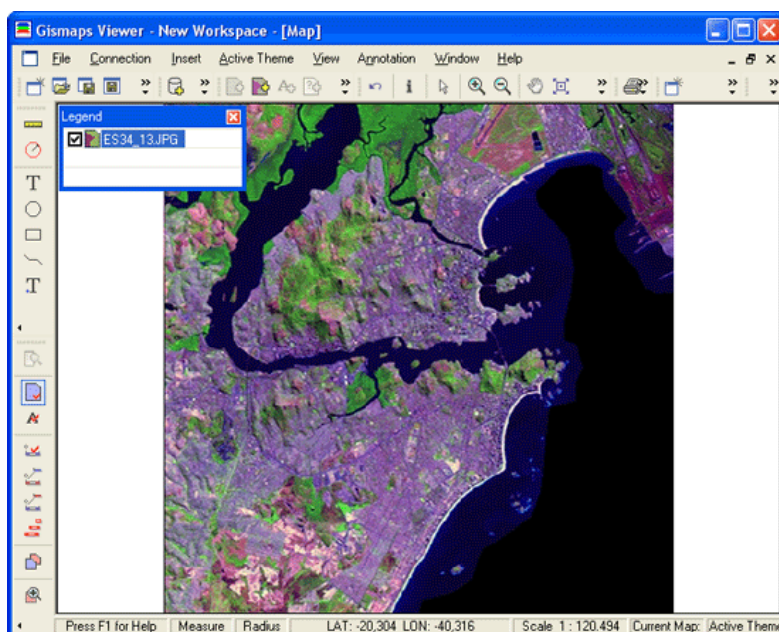 Gismaps Viewer - New Workspace - [Map]
File Connection Insert Active Theme View Annotation Window Help
Legend
ES34_13.JPG
T
T
Press F1 for Help Measure Radius LAT: -20,304 LON: -40,316 Scale 1 : 120.494 Current Map: Active Them